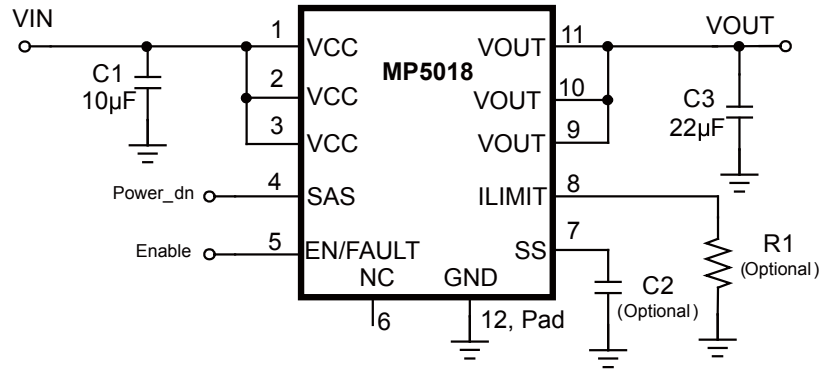 VIN
VOUT
1
VCC
VOUT
11
MP5018
C1
10µF
2
VCC
VOUT
10
C3
22µF
3
VCC
VOUT
9
Power_dn
4
SAS
ILIMIT
8
Enable
5
EN/FAULT
SS
7
R1
(Optional)
NC
GND
C2
(Optional)
6
12, Pad